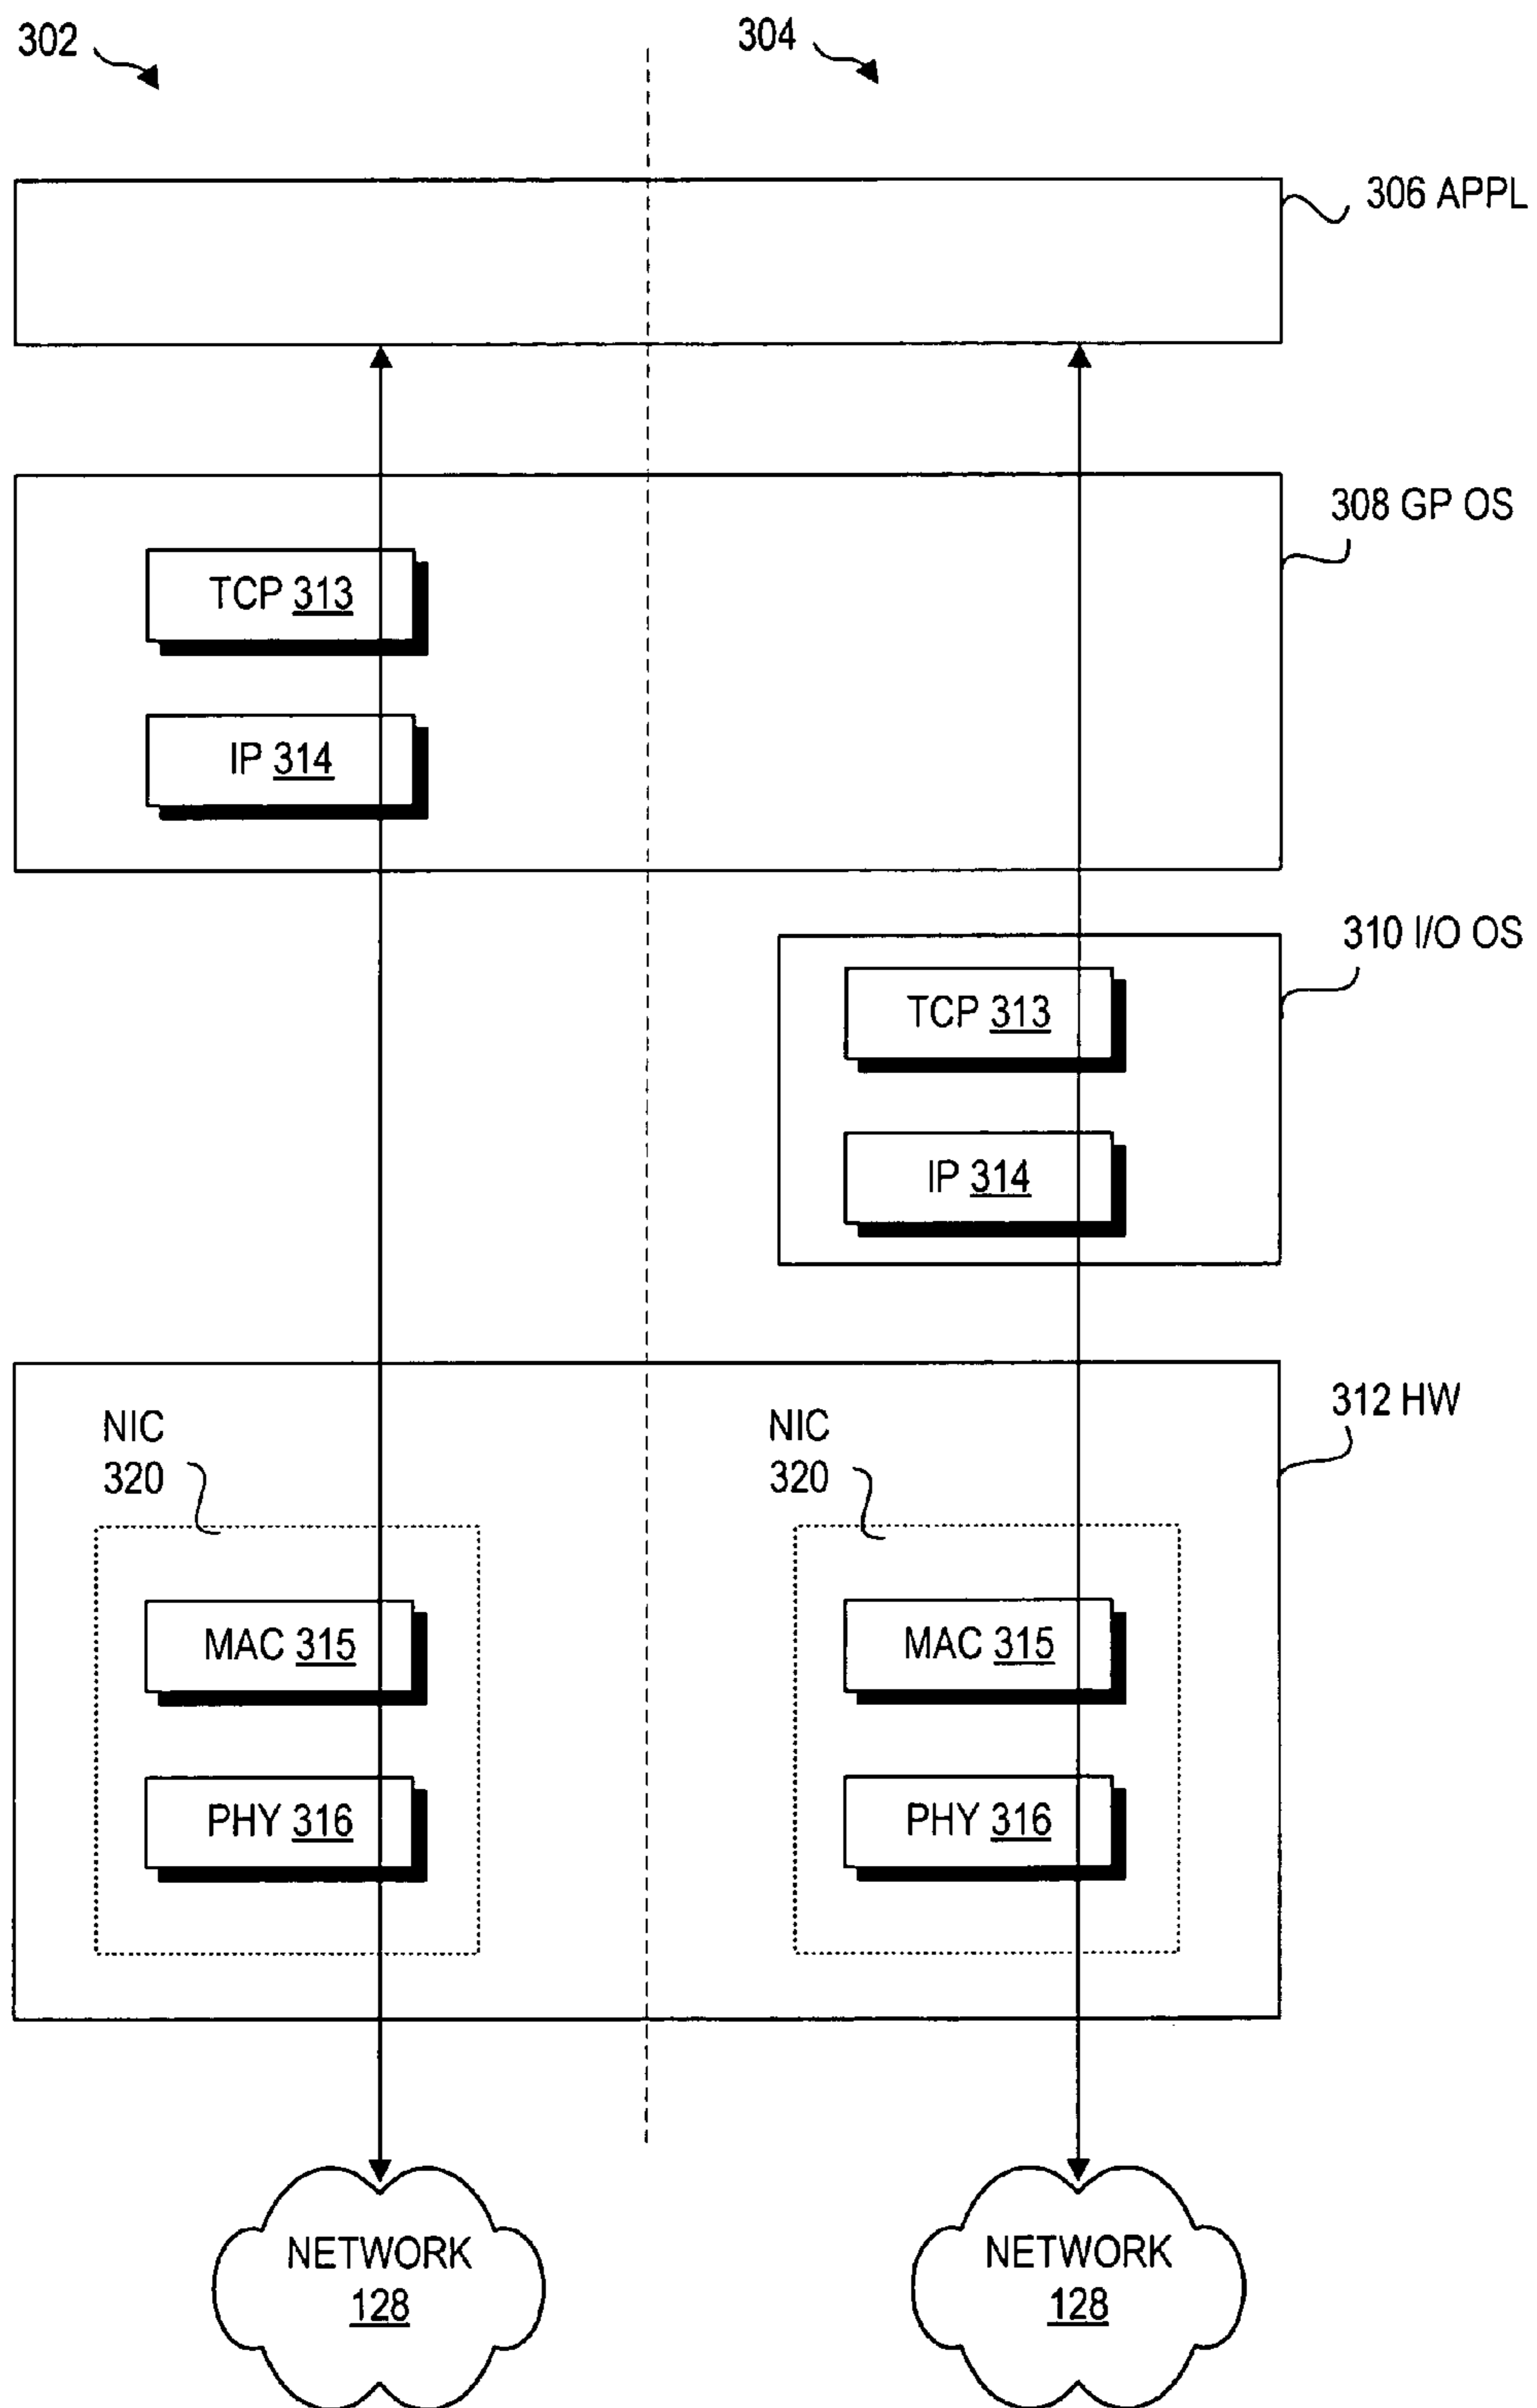 302
304
306 APPL
308 GP OS
TCP 313
IP 314
310 I/O OS
TCP 313
IP 314
312 HW
NIC
320
NIC
320
MAC 315
MAC 315
PHY 316
PHY 316
NETWORK
128
NETWORK
128